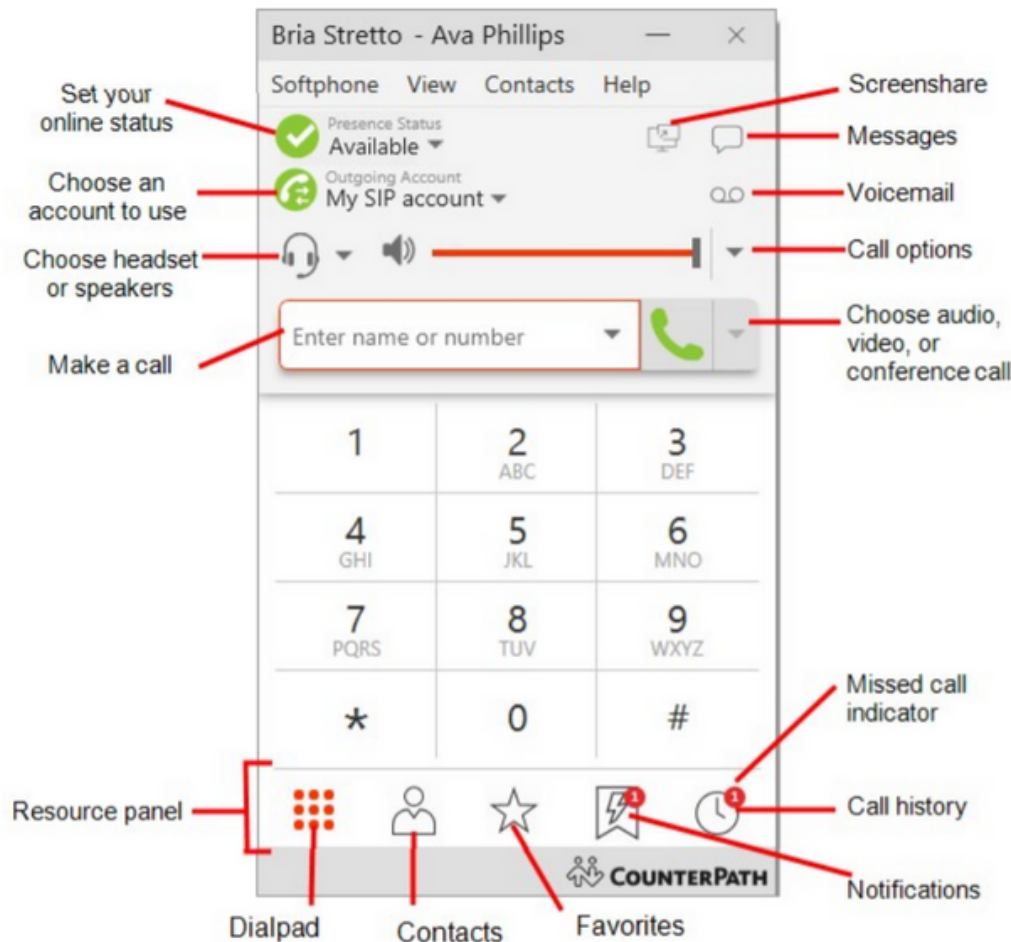 Bria Stretto - Ava Phillips
Softphone View Contacts Help
Set your
online status
Presence Status
Available
Screenshare
Messages
Choose an
account to use
Outgoing Account
My SIP account
Voicemail
Choose headset
or speakers
Call options
Make a call
Enter name or number
Choose audio,
video, or
conference call
1 2 3
ABC DEF
4 5 6
GHI JKL MNO
7 8 9
PQRS TUV WXYZ
* 0 #
Missed call
indicator
Resource panel
1 1
Call history
COUNTERPATH
Notifications
Dialpad Contacts Favorites